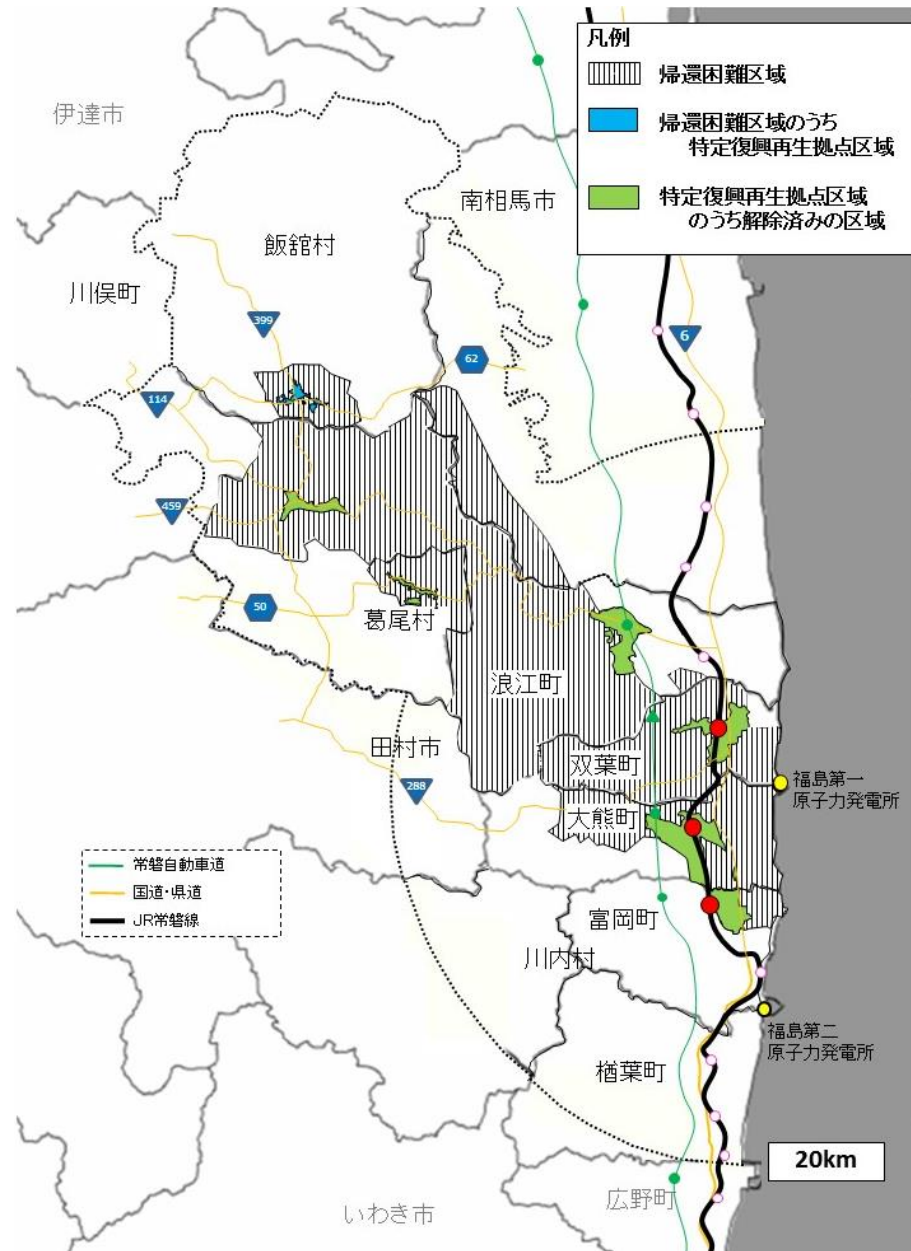 凡例
帰還困難区域
帰還困難区域のうち
特定復興再生拠点区域
特定復興再生拠点区域
のうち解除済みの区域
伊達市
南相馬市
飯舘村
川俣町
399
6
62
114
459
50
葛尾村
浪江町
田村市
双葉町
288
大熊町
福島第一
原子力発電所
常磐自動車道
国道・県道
JR常磐線
富岡町
川内村
福島第二
原子力発電所
楢葉町
20km
広野町
いわき市